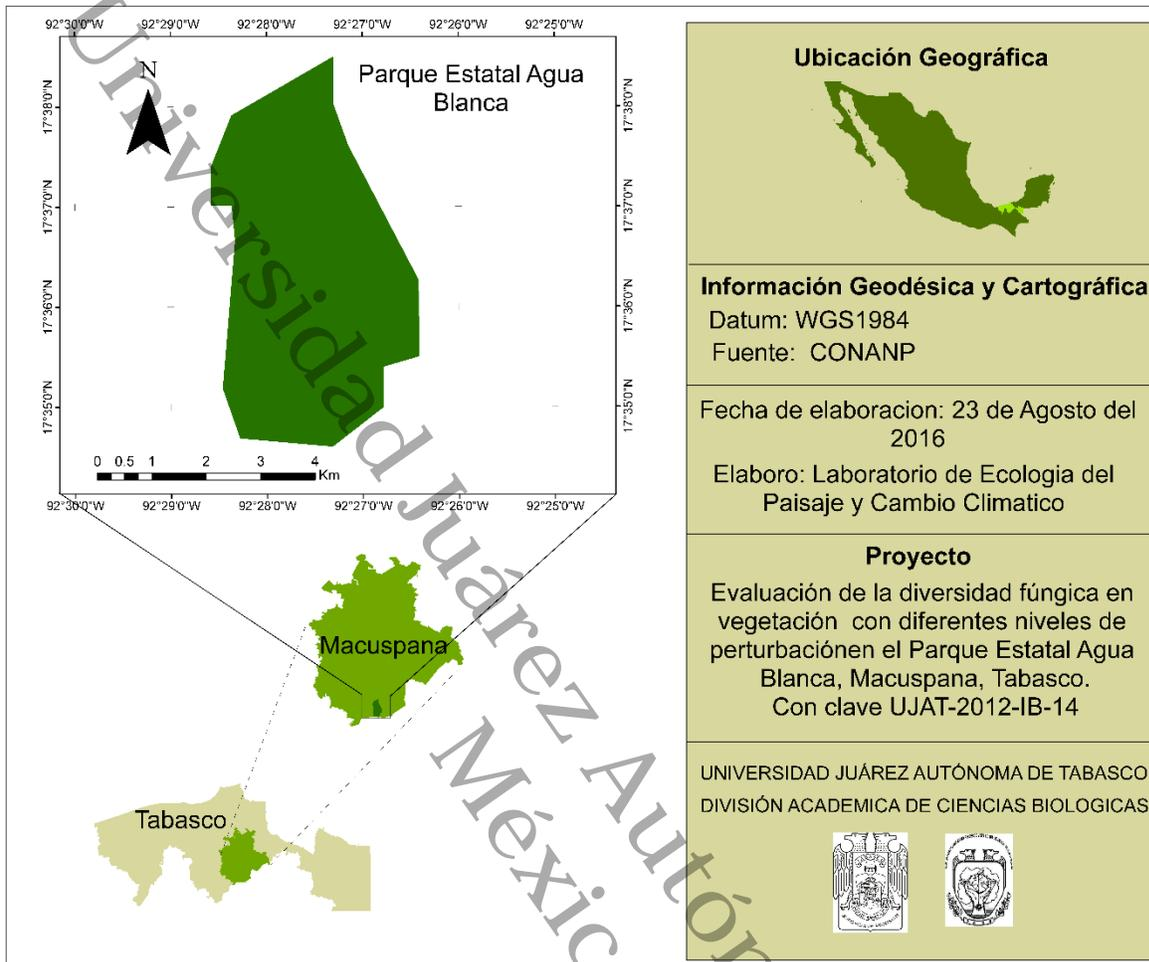 92°30'0"W 92°29'0"W 92°28'0"W 92°27'0"W 92°26'0"W 92°25'0"W
N
Parque Estatal Agua
Blanca
17°38'0"N
17°37'0"N
17°36'0"N
17°35'0"N
17°38'0"N
17°37'0"N
17°36'0"N
17°35'0"N
0 0.5 1 2 3 4
Km
92°30'0"W 92°29'0"W 92°28'0"W 92°27'0"W 92°26'0"W 92°25'0"W
Macuspana
Tabasco
Universidad Juárez Autón
Méxic
Ubicación Geográfica
Información Geodésica y Cartográfica
Datum: WGS1984
Fuente: CONANP
Fecha de elaboracion: 23 de Agosto del
2016
Elaboro: Laboratorio de Ecologia del
Paisaje y Cambio Climatico
Proyecto
Evaluación de la diversidad fúngica en
vegetación con diferentes niveles de
perturbaciónen el Parque Estatal Agua
Blanca, Macuspana, Tabasco.
Con clave UJAT-2012-IB-14
UNIVERSIDAD JUÁREZ AUTÓNOMA DE TABASCO
DIVISIÓN ACADEMICA DE CIENCIAS BIOLOGICAS